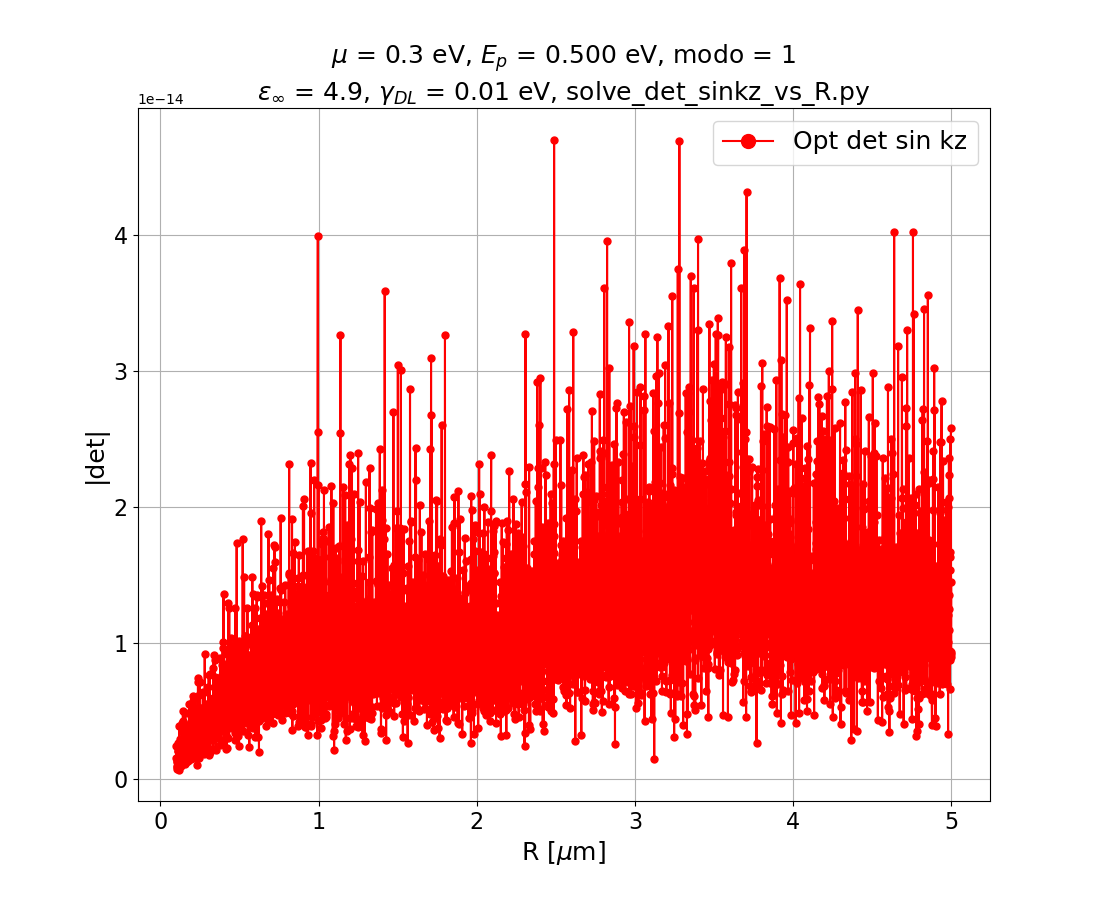 μ = 0.3 eV, E_p = 0.500 eV, modo = 1
ε_∞ = 4.9, γ_DL = 0.01 eV, solve_det_sinkz_vs_R.py
1e−14
Opt det sin kz
4
3
2
1
0
|det|
0 1 2 3 4 5
R [μm]